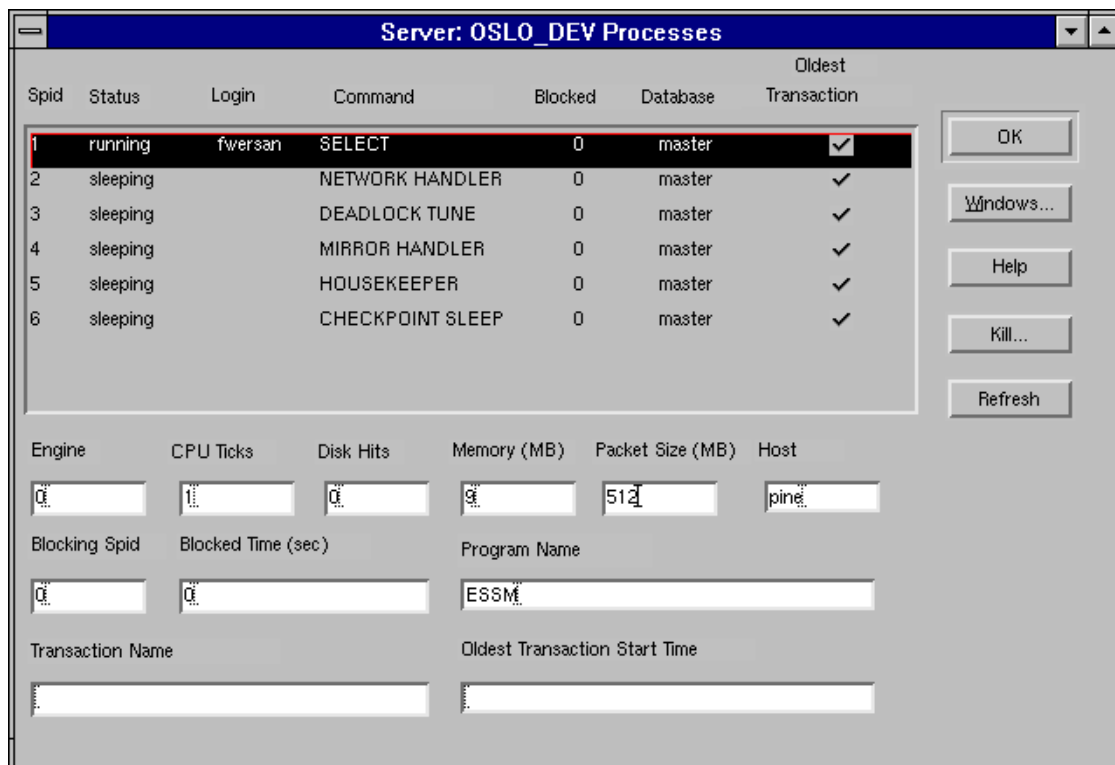 Server: OSLO_DEV Processes
Oldest
Spid Status Login Command Blocked Database Transaction
1 running fwersan SELECT 0 master
2 sleeping NETWORK HANDLER 0 master
3 sleeping DEADLOCK TUNE 0 master
4 sleeping MIRROR HANDLER 0 master
5 sleeping HOUSEKEEPER 0 master
6 sleeping CHECKPOINT SLEEP 0 master
OK
Windows...
Help
Kill...
Refresh
Engine CPU Ticks Disk Hits Memory (MB) Packet Size (MB) Host
0 1 0 9 512 pine
Blocking Spid Blocked Time (sec) Program Name
0 0 ESSM
Transaction Name Oldest Transaction Start Time